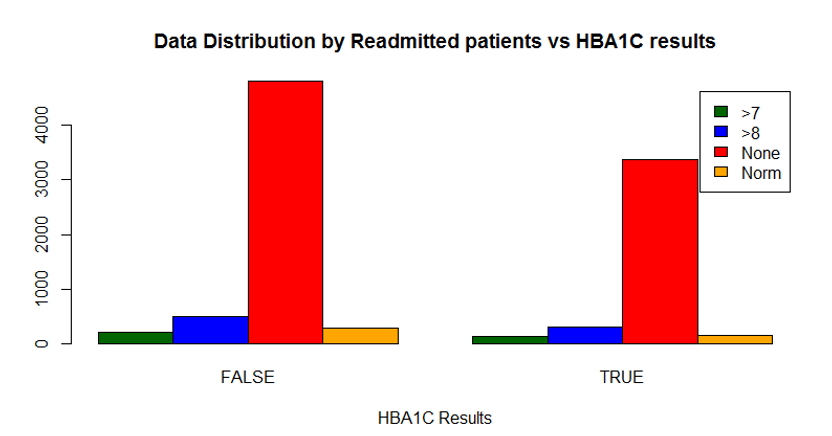 Data Distribution by Readmitted patients vs HBA1C results
4000
3000
2000
1000
0
>7
>8
None
Norm
FALSE
TRUE
HBA1C Results